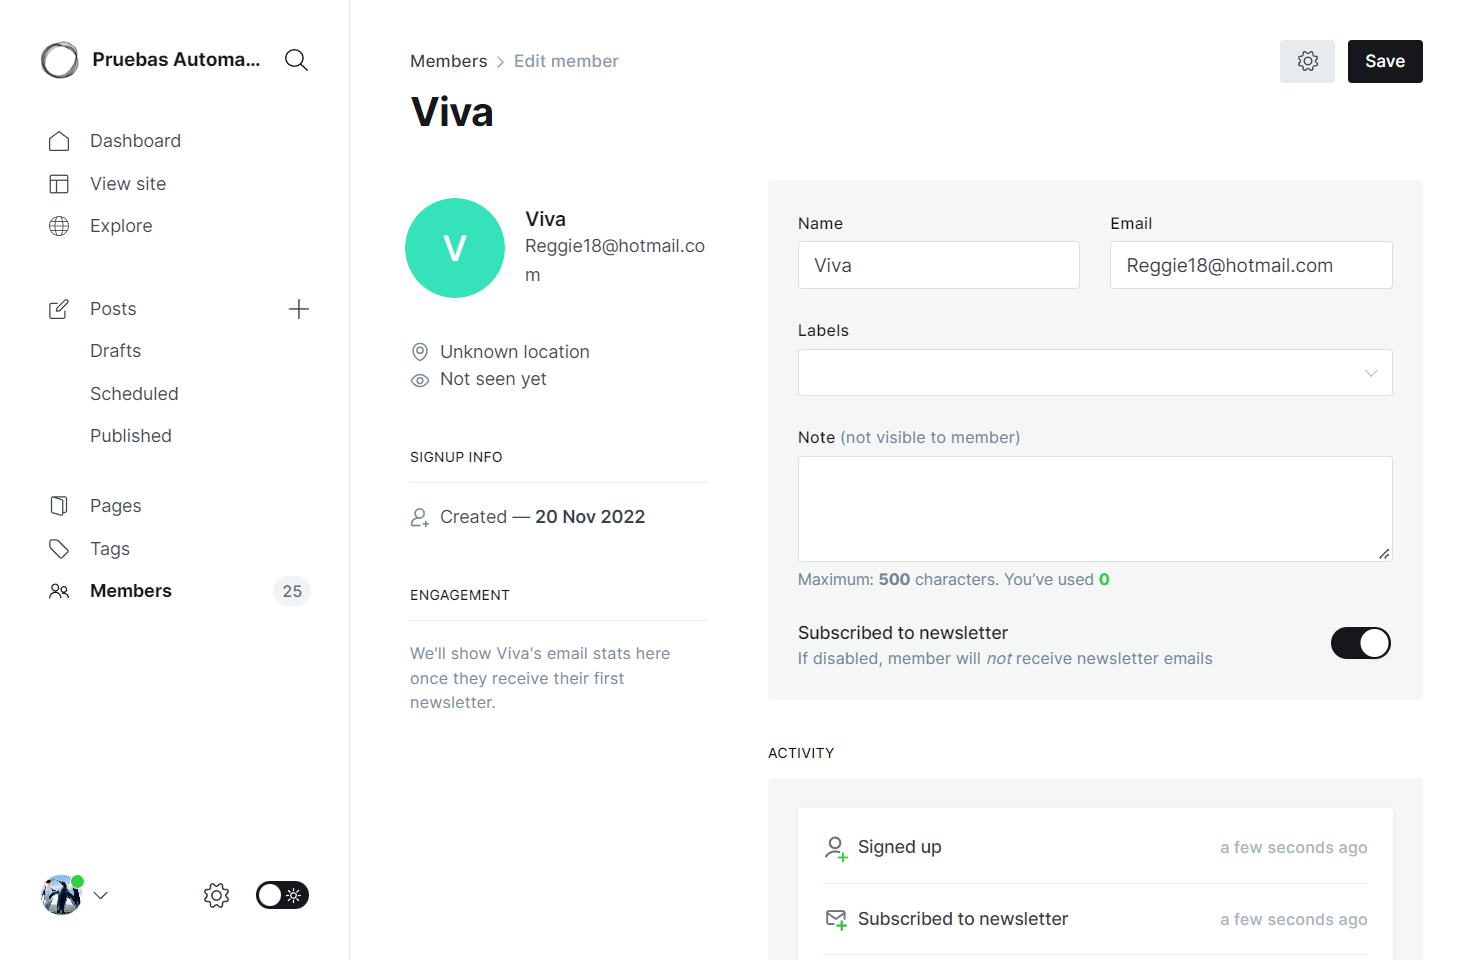 Pruebas Automa...
Dashboard
View site
Explore
Posts
Drafts
Scheduled
Published
Pages
Tags
Members 25
Members > Edit member
Save
Viva
V
Viva
Reggie18@hotmail.co
m
Unknown location
Not seen yet
SIGNUP INFO
Created — 20 Nov 2022
ENGAGEMENT
We'll show Viva's email stats here
once they receive their first
newsletter.
Name Email
Viva Reggie18@hotmail.com
Labels
Note (not visible to member)
Maximum: 500 characters. You’ve used 0
Subscribed to newsletter
If disabled, member will not receive newsletter emails
ACTIVITY
Signed up a few seconds ago
Subscribed to newsletter a few seconds ago